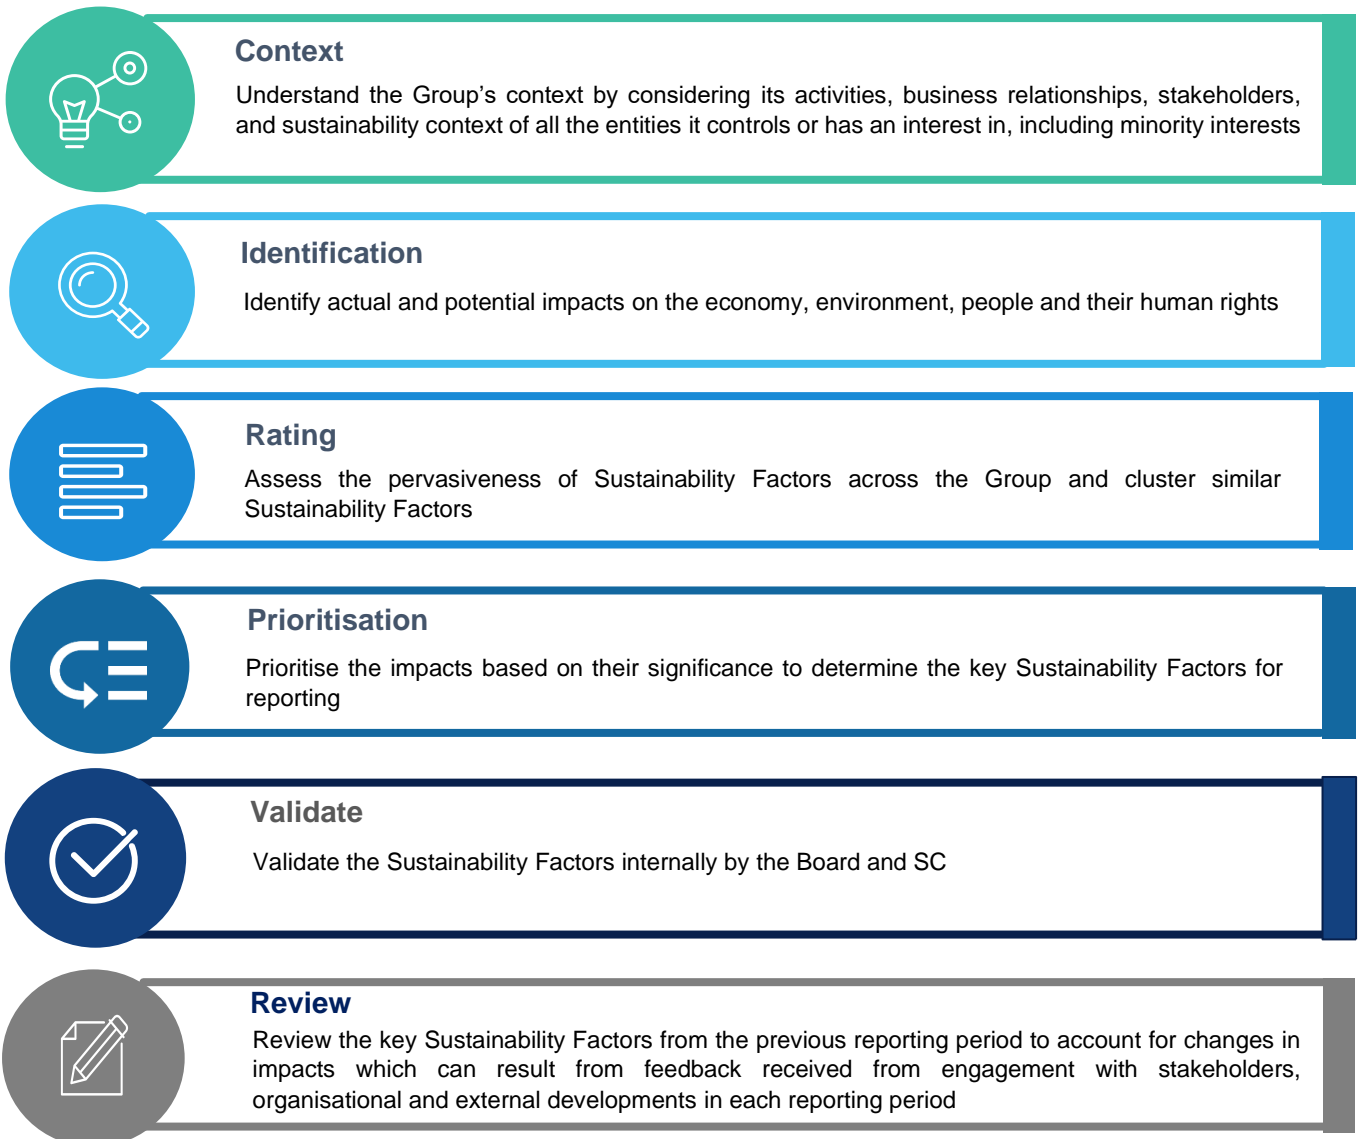 Context
Understand the Group’s context by considering its activities, business relationships, stakeholders,
and sustainability context of all the entities it controls or has an interest in, including minority interests
Identification
Identify actual and potential impacts on the economy, environment, people and their human rights
Rating
Assess the pervasiveness of Sustainability Factors across the Group and cluster similar
Sustainability Factors
Prioritisation
Prioritise the impacts based on their significance to determine the key Sustainability Factors for
reporting
Validate
Validate the Sustainability Factors internally by the Board and SC
Review
Review the key Sustainability Factors from the previous reporting period to account for changes in
impacts which can result from feedback received from engagement with stakeholders,
organisational and external developments in each reporting period